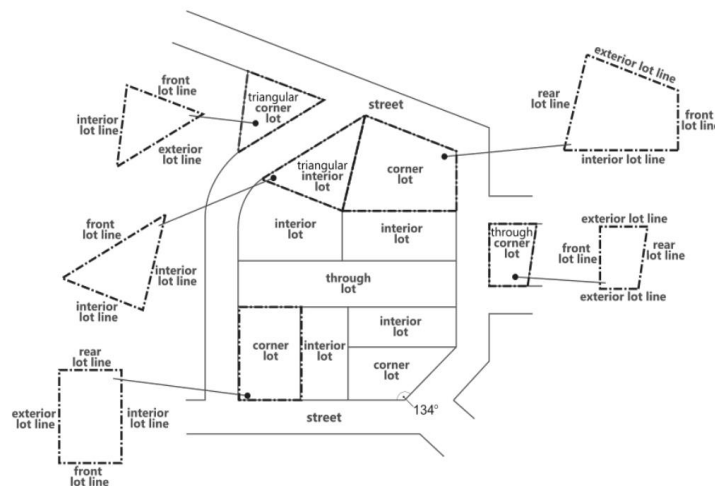 front
lot line
interior
lot line
exterior
lot line
triangular
corner
lot
street
exterior lot line
rear
lot line
front
lot line
interior lot line
triangular
interior
lot
corner
lot
front
lot line
interior
lot line
interior
lot line
interior
lot
interior
lot
through
corner
lot
exterior lot line
front
lot line
rear
lot line
exterior lot line
through
lot
corner
lot
interior
lot
interior
lot
corner
lot
134°
rear
lot line
exterior
lot line
interior
lot line
front
lot line
street